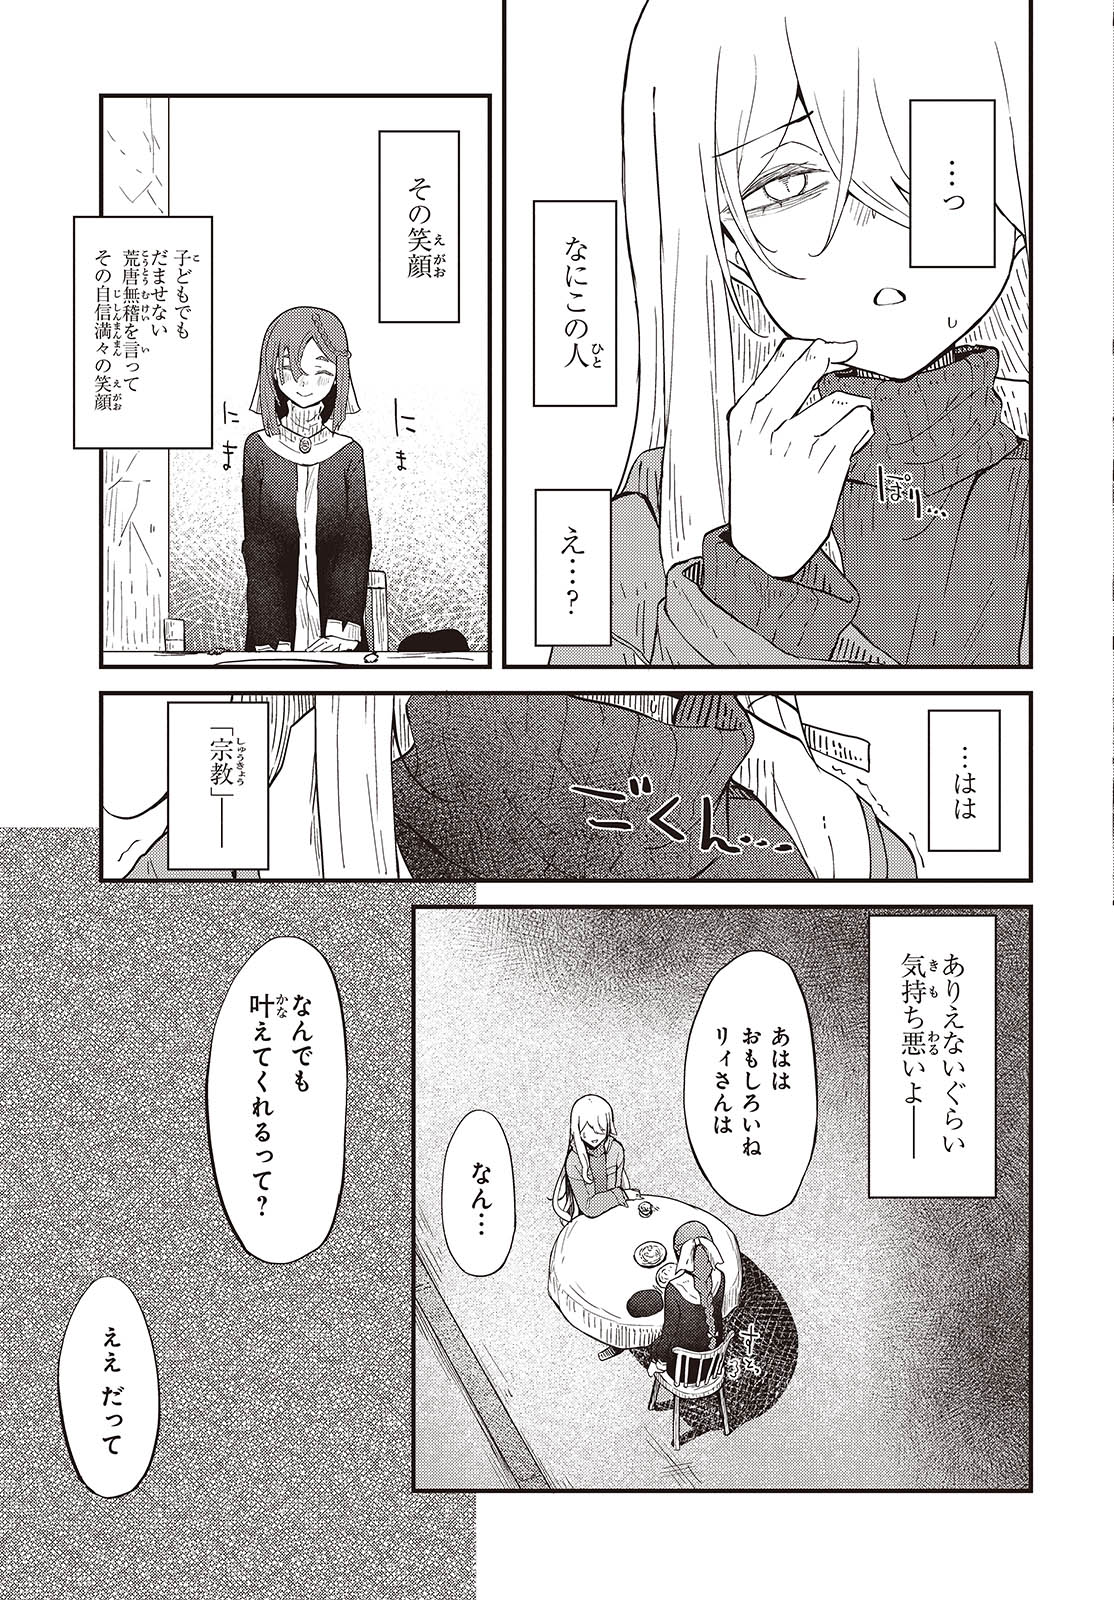 …っ
なにこの人
え…？
ぱり…
その笑顔
子どもでも
だませない
荒唐無稽を言って
その自信満々の笑顔
にま
にま
…はは
ごくん…
「宗教」――
ありえないぐらい
気持ち悪いよ――
あはは
おもしろいね
リィさんは
なん…
すとん
なんでも
叶えてくれるって？
ええ だって